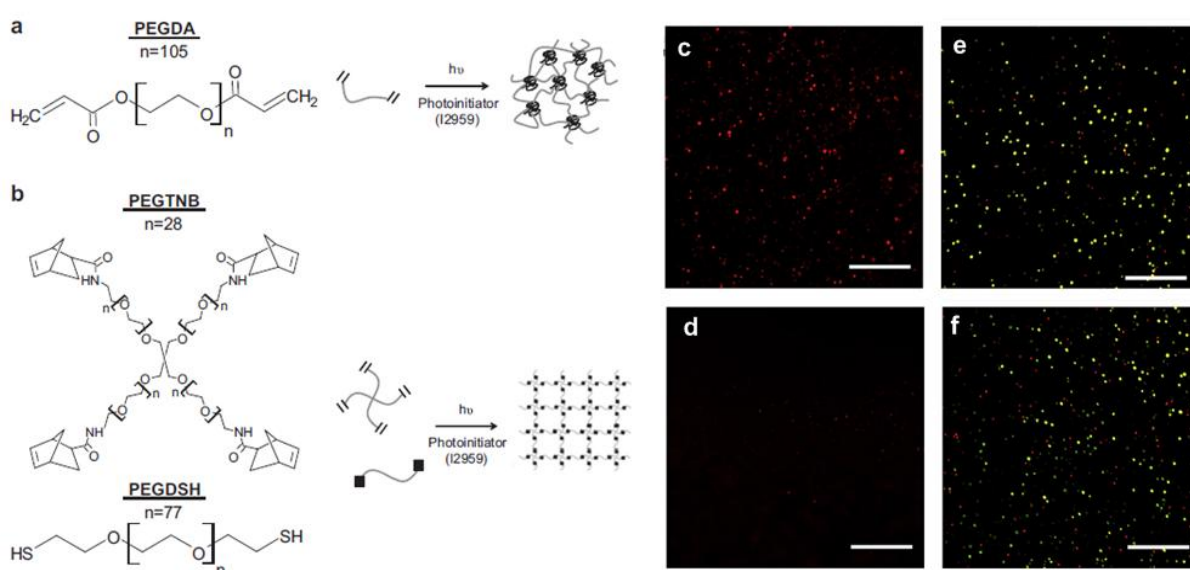 a
PEGDA
n=105
H₂C
O
O
O
O
n
CH₂
hυ
Photoinitiator
(I2959)
b
PEGTNB
n=28
O
HN
n
O
O
O
n
O
NH
O
O
O
O
n
O
n
O
NH
O
HN
O
hυ
Photoinitiator
(I2959)
PEGDSH
n=77
HS
O
O
n
SH
c
e
d
f